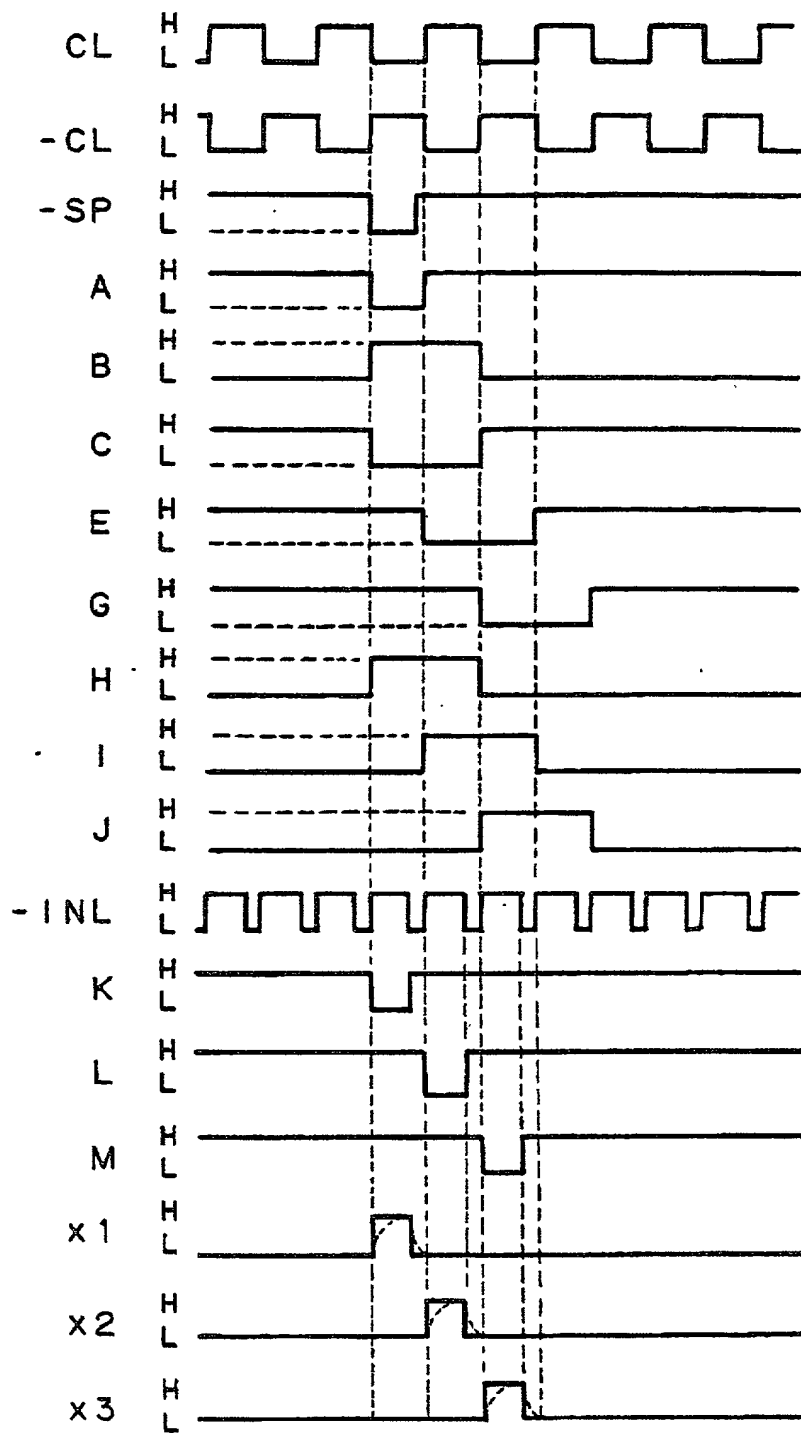 CL H L
-CL H L
-SP H L
A H L
B H L
C H L
E H L
G H L
H H L
I H L
J H L
-INL H L
K H L
L H L
M H L
x1 H L
x2 H L
x3 H L